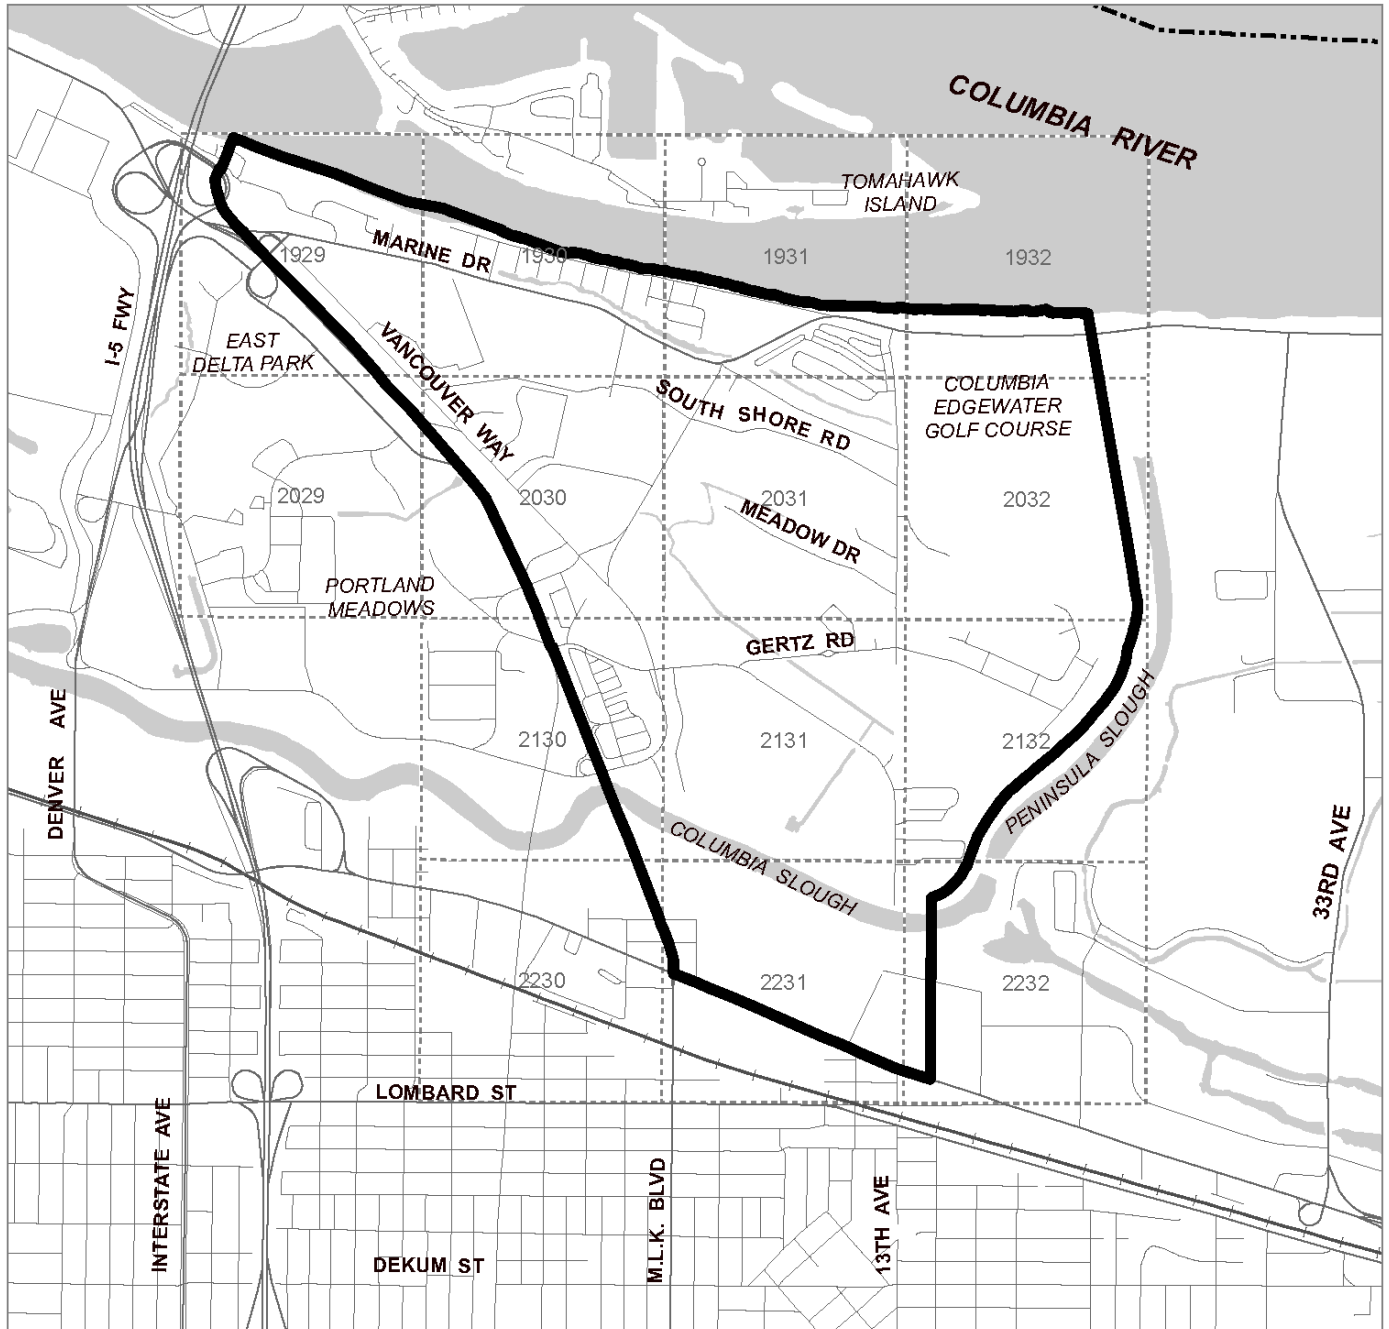 COLUMBIA RIVER
TOMAHAWK
ISLAND
MARINE DR
1929
1930
1931
1932
I-5 FWY
EAST
DELTA PARK
VANCOUVER WAY
SOUTH SHORE RD
COLUMBIA
EDGEWATER
GOLF COURSE
2029
2030
2031
2032
MEADOW DR
PORTLAND
MEADOWS
GERTZ RD
DENVER AVE
2130
2131
2132
PENINSULA SLOUGH
COLUMBIA SLOUGH
33RD AVE
2230
2231
2232
LOMBARD ST
INTERSTATE AVE
M.L.K. BLVD
13TH AVE
DEKUM ST